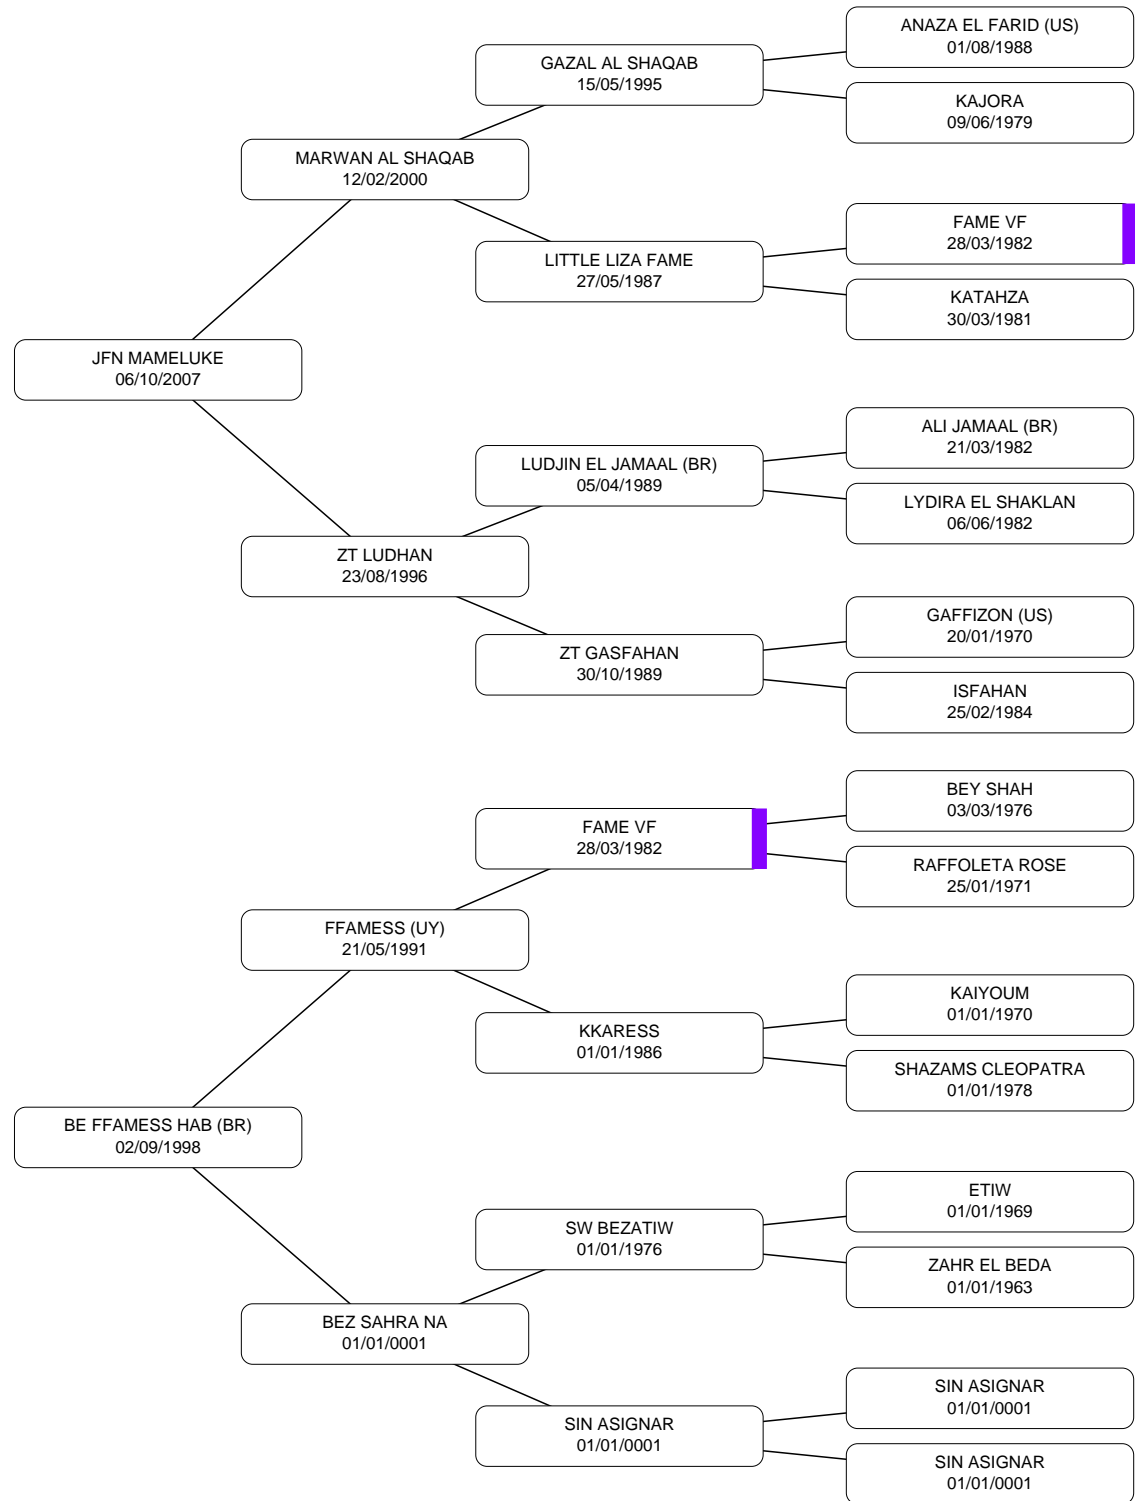 ANAZA EL FARID (US)
01/08/1988
GAZAL AL SHAQAB
15/05/1995
KAJORA
09/06/1979
MARWAN AL SHAQAB
12/02/2000
FAME VF
28/03/1982
LITTLE LIZA FAME
27/05/1987
KATAHZA
30/03/1981
JFN MAMELUKE
06/10/2007
ALI JAMAAL (BR)
21/03/1982
LUDJIN EL JAMAAL (BR)
05/04/1989
LYDIRA EL SHAKLAN
06/06/1982
ZT LUDHAN
23/08/1996
GAFFIZON (US)
20/01/1970
ZT GASFAHAN
30/10/1989
ISFAHAN
25/02/1984
BEY SHAH
03/03/1976
FAME VF
28/03/1982
RAFFOLETA ROSE
25/01/1971
FFAMESS (UY)
21/05/1991
KAIYOUM
01/01/1970
KKARESS
01/01/1986
SHAZAMS CLEOPATRA
01/01/1978
BE FFAMESS HAB (BR)
02/09/1998
ETIW
01/01/1969
SW BEZATIW
01/01/1976
ZAHR EL BEDA
01/01/1963
BEZ SAHRA NA
01/01/0001
SIN ASIGNAR
01/01/0001
SIN ASIGNAR
01/01/0001
SIN ASIGNAR
01/01/0001